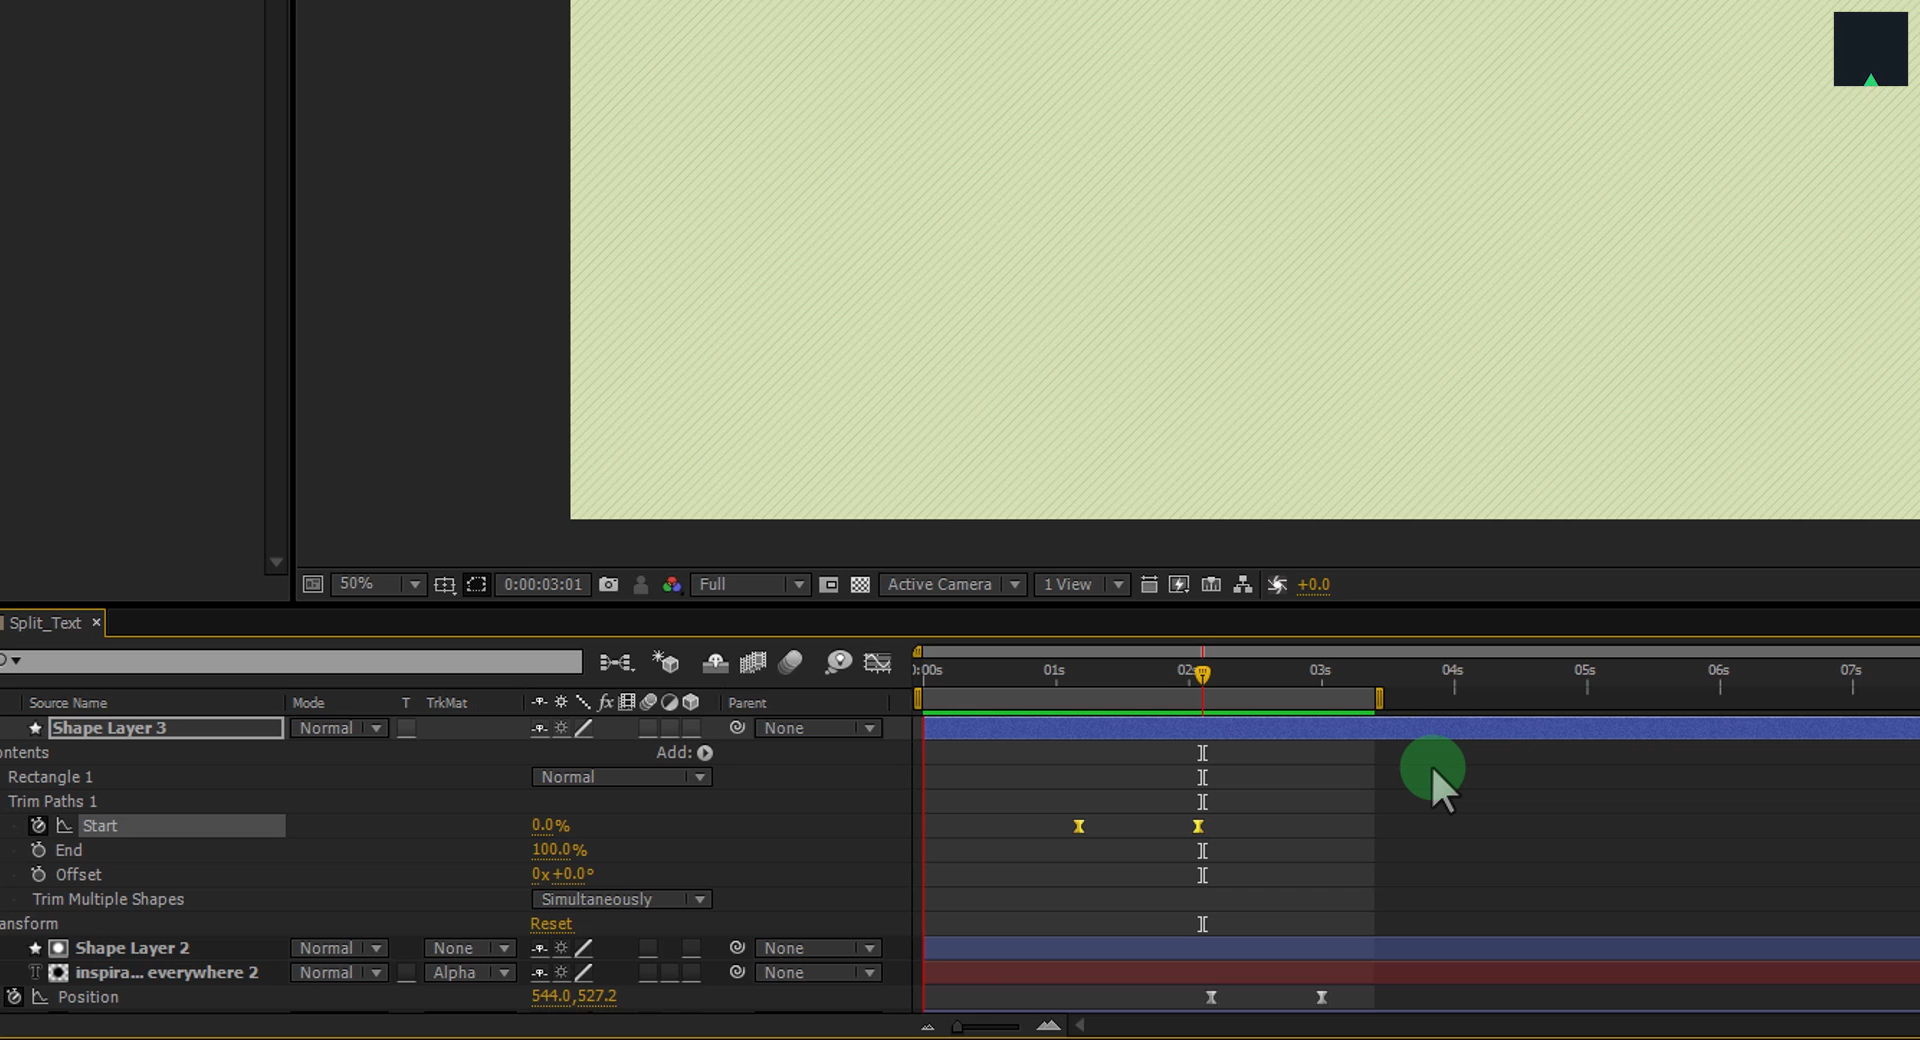 50% 0:00:03:01 Full Active Camera 1 View +0.0
Split_Text ×
:00s 01s 02s 03s 04s 05s 06s 07s
Source Name Mode T TrkMat fx Parent
Shape Layer 3 Normal None
ontents Add:
Rectangle 1 Normal
Trim Paths 1
Start 0.0%
End 100.0%
Offset 0x+0.0°
Trim Multiple Shapes Simultaneously
ansform Reset
Shape Layer 2 Normal None None
T inspira... everywhere 2 Normal Alpha None
Position 544.0,527.2